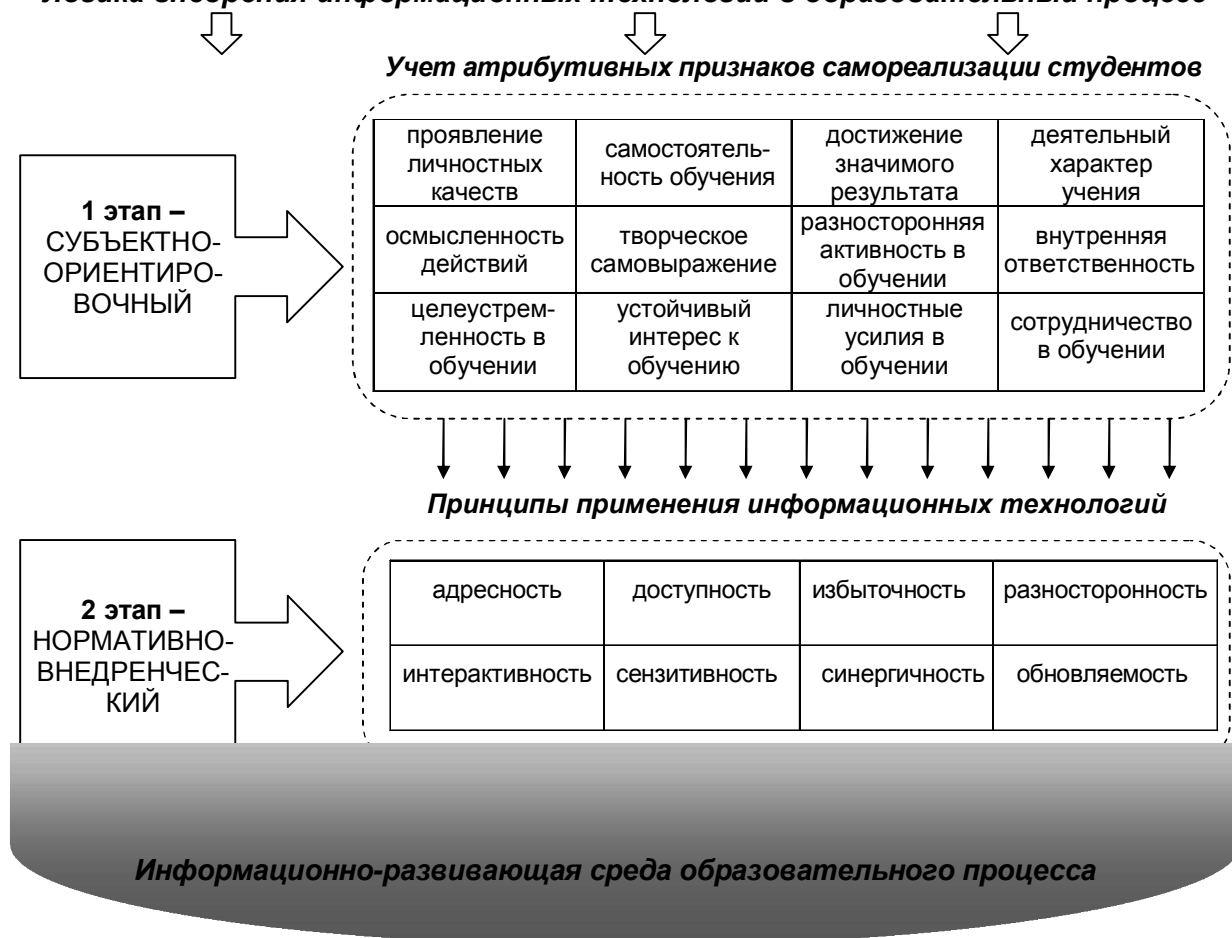 Логика внедрения информационных технологий в образовательный процесс
Учет атрибутивных признаков самореализации студентов
1 этап –
СУБЪЕКТНО-
ОРИЕНТИРО-
ВОЧНЫЙ
проявление
личностных
качеств
самостоятель-
ность обучения
достижение
значимого
результата
деятельный
характер
учения
осмысленность
действий
творческое
самовыражение
разносторонняя
активность в
обучении
внутренняя
ответственность
целеустрем-
ленность в
обучении
устойчивый
интерес к
обучению
личностные
усилия в
обучении
сотрудничество
в обучении
Принципы применения информационных технологий
2 этап –
НОРМАТИВНО-
ВНЕДРЕНЧЕС-
КИЙ
адресность
доступность
избыточность
разносторонность
интерактивность
сензитивность
синергичность
обновляемость
Информационно-развивающая среда образовательного процесса